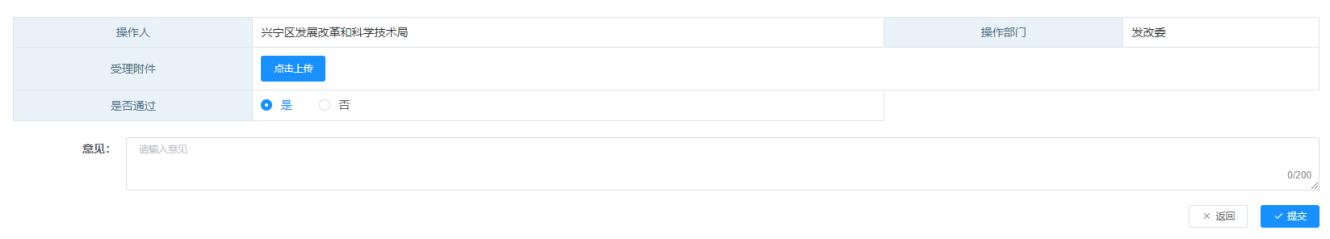 操作人 兴宁区发展改革和科学技术局 操作部门 发改委
受理附件 点击上传
是否通过 是 否
意见： 请输入意见
0/200
返回 提交